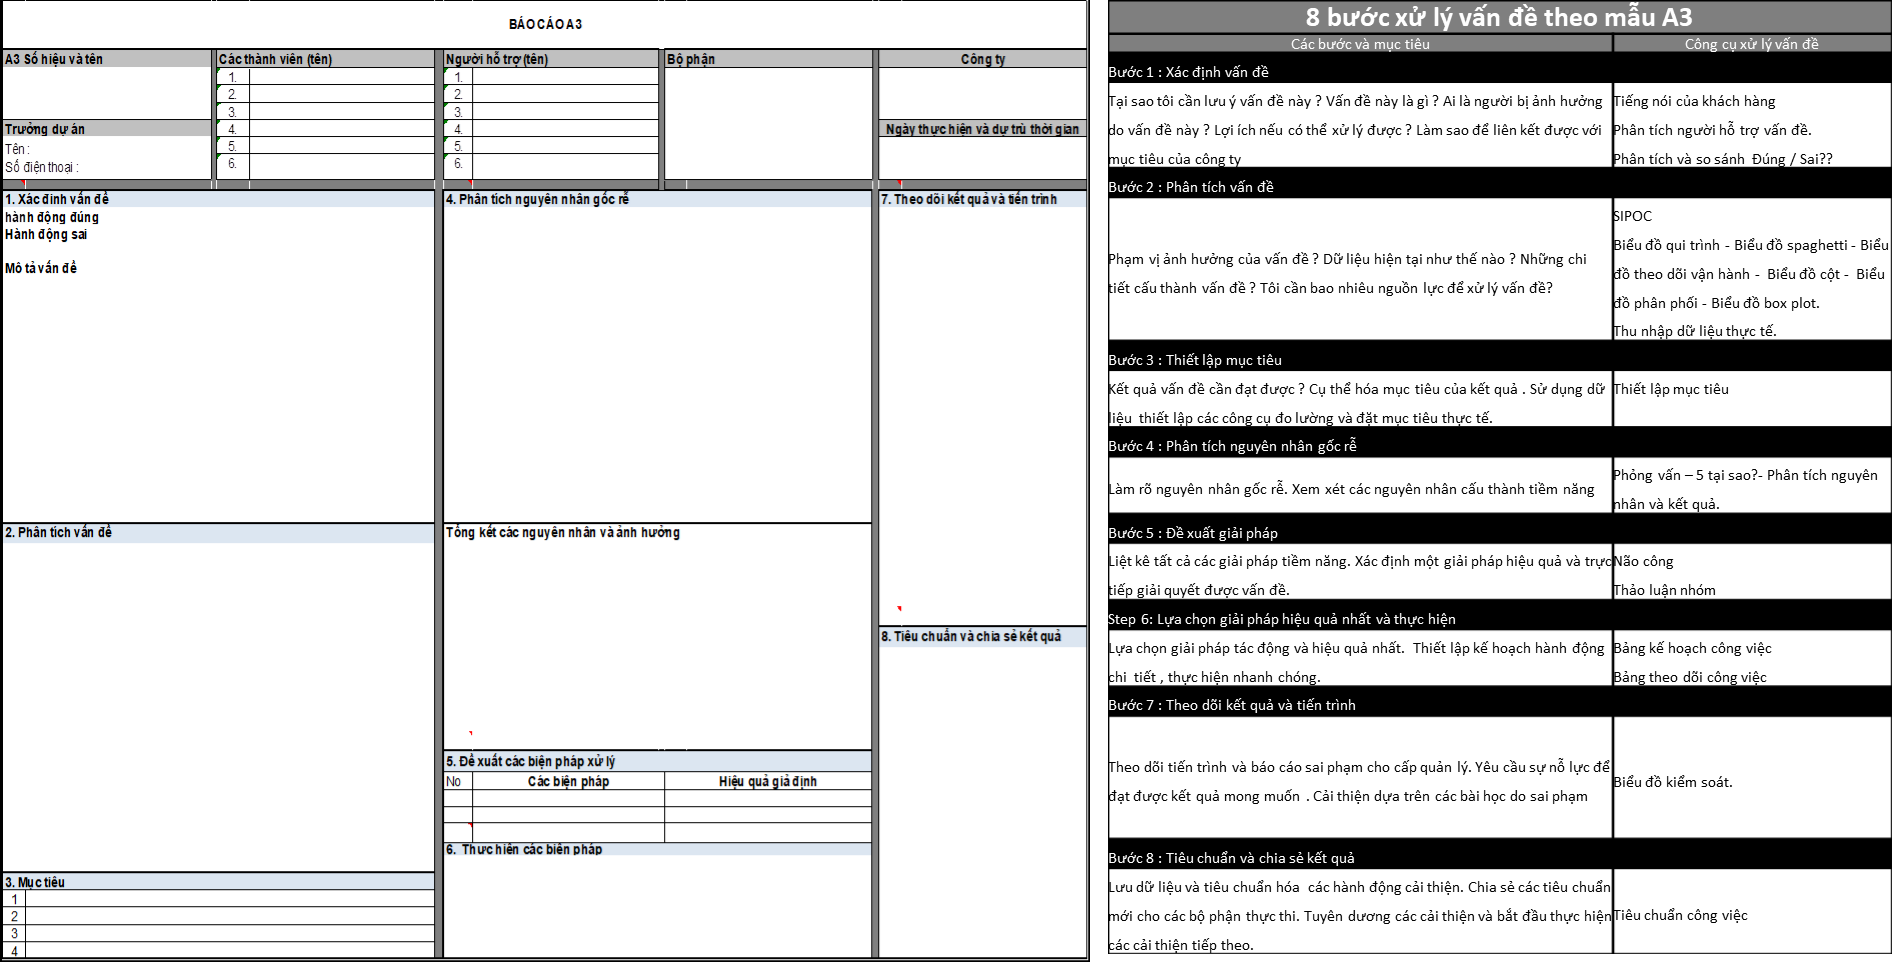 BÁO CÁO A3
A3 Số hiệu và tên
Các thành viên (tên)
Người hỗ trợ (tên)
Bộ phận
Công ty
1.
1.
2.
2.
3.
3.
Trưởng dự án
4.
4.
Ngày thực hiện và dự trù thời gian
Tên :
5.
5.
Số điện thoại :
6.
6.
1. Xác định vấn đề
hành động đúng
Hành động sai
Mô tả vấn đề
2. Phân tích vấn đề
3. Mục tiêu
1
2
3
4
4. Phân tích nguyên nhân gốc rễ
Tổng kết các nguyên nhân và ảnh hưởng
5. Đề xuất các biện pháp xử lý
No
Các biện pháp
Hiệu quả giả định
6. Thực hiện các biện pháp
7. Theo dõi kết quả và tiến trình
8. Tiêu chuẩn và chia sẻ kết quả
8 bước xử lý vấn đề theo mẫu A3
Các bước và mục tiêu
Công cụ xử lý vấn đề
Bước 1 : Xác định vấn đề
Tại sao tôi cần lưu ý vấn đề này ? Vấn đề này là gì ? Ai là người bị ảnh hưởng
do vấn đề này ? Lợi ích nếu có thể xử lý được ? Làm sao để liên kết được với
mục tiêu của công ty
Tiếng nói của khách hàng
Phân tích người hỗ trợ vấn đề.
Phân tích và so sánh Đúng / Sai??
Bước 2 : Phân tích vấn đề
Phạm vị ảnh hưởng của vấn đề ? Dữ liệu hiện tại như thế nào ? Những chi
tiết cấu thành vấn đề ? Tôi cần bao nhiêu nguồn lực để xử lý vấn đề?
SIPOC
Biểu đồ qui trình - Biểu đồ spaghetti - Biểu
đồ theo dõi vận hành - Biểu đồ cột - Biểu
đồ phân phối - Biểu đồ box plot.
Thu nhập dữ liệu thực tế.
Bước 3 : Thiết lập mục tiêu
Kết quả vấn đề cần đạt được ? Cụ thể hóa mục tiêu của kết quả . Sử dụng dữ
liệu thiết lập các công cụ đo lường và đặt mục tiêu thực tế.
Thiết lập mục tiêu
Bước 4 : Phân tích nguyên nhân gốc rễ
Làm rõ nguyên nhân gốc rễ. Xem xét các nguyên nhân cấu thành tiềm năng
Phỏng vấn – 5 tại sao?- Phân tích nguyên
nhân và kết quả.
Bước 5 : Đề xuất giải pháp
Liệt kê tất cả các giải pháp tiềm năng. Xác định một giải pháp hiệu quả và trực
tiếp giải quyết được vấn đề.
Não công
Thảo luận nhóm
Step 6: Lựa chọn giải pháp hiệu quả nhất và thực hiện
Lựa chọn giải pháp tác động và hiệu quả nhất. Thiết lập kế hoạch hành động
chi tiết , thực hiện nhanh chóng.
Bảng kế hoạch công việc
Bảng theo dõi công việc
Bước 7 : Theo dõi kết quả và tiến trình
Theo dõi tiến trình và báo cáo sai phạm cho cấp quản lý. Yêu cầu sự nỗ lực để
đạt được kết quả mong muốn . Cải thiện dựa trên các bài học do sai phạm
Biểu đồ kiểm soát.
Bước 8 : Tiêu chuẩn và chia sẻ kết quả
Lưu dữ liệu và tiêu chuẩn hóa các hành động cải thiện. Chia sẻ các tiêu chuẩn
mới cho các bộ phận thực thi. Tuyên dương các cải thiện và bắt đầu thực hiện
các cải thiện tiếp theo.
Tiêu chuẩn công việc